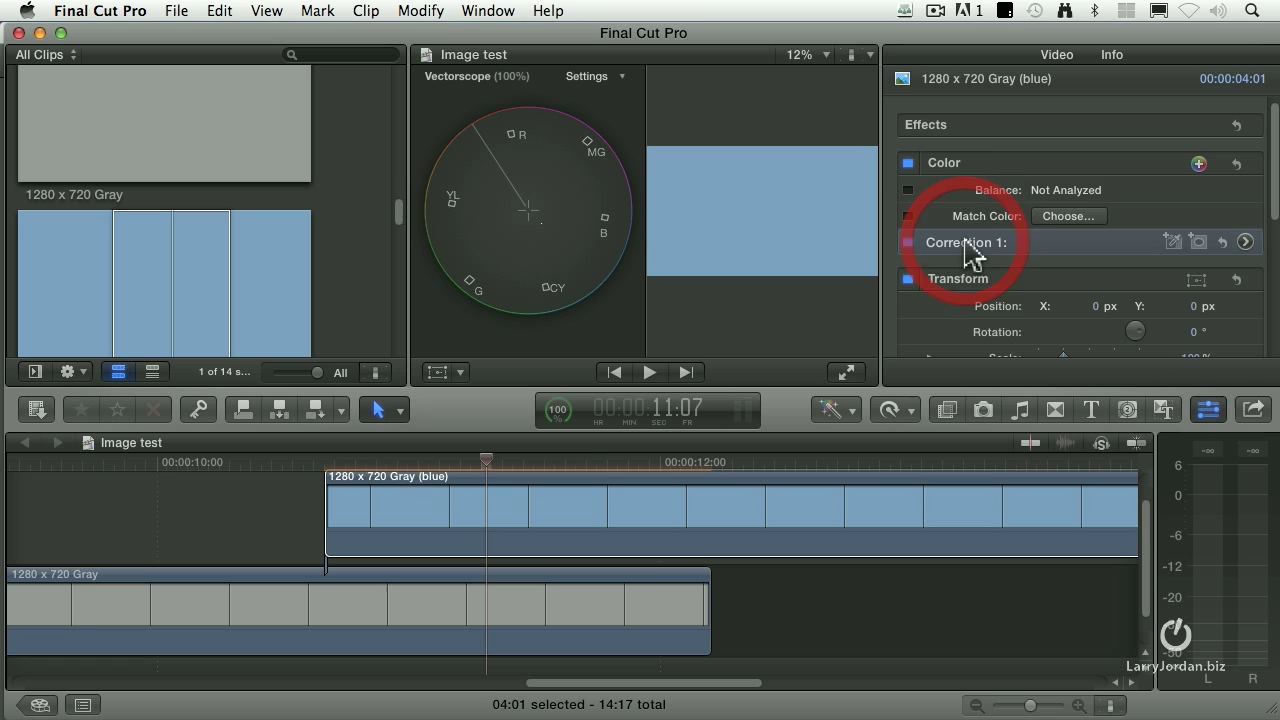 Final Cut Pro File Edit View Mark Clip Modify Window Help 1
Final Cut Pro
All Clips
1280 x 720 Gray
1 of 14 s... All
Image test 12%
Vectorscope (100%) Settings
R
MG
YL
B
G
CY
Video Info
1280 x 720 Gray (blue) 00:00:04:01
Effects
Color
Balance: Not Analyzed
Match Color: Choose...
Correction 1:
Transform
Position: X: 0 px Y: 0 px
Rotation: 0 °
100 % 00:00:11:07
HR MIN SEC FR
Image test
00:00:10:00 00:00:12:00
1280 x 720 Gray (blue)
1280 x 720 Gray
-∞ -∞
6
0
-6
-12
-20
-50
L R
LarryJordan.biz
04:01 selected - 14:17 total